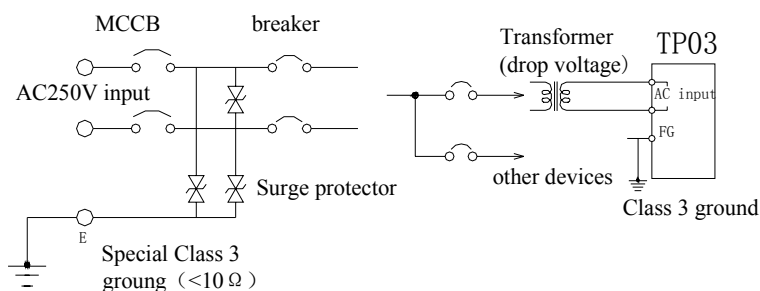 MCCB
breaker
AC250V input
Surge protector
E
Special Class 3
groung（<10Ω）
Transformer
(drop voltage）
TP03
AC input
FG
other devices
Class 3 ground